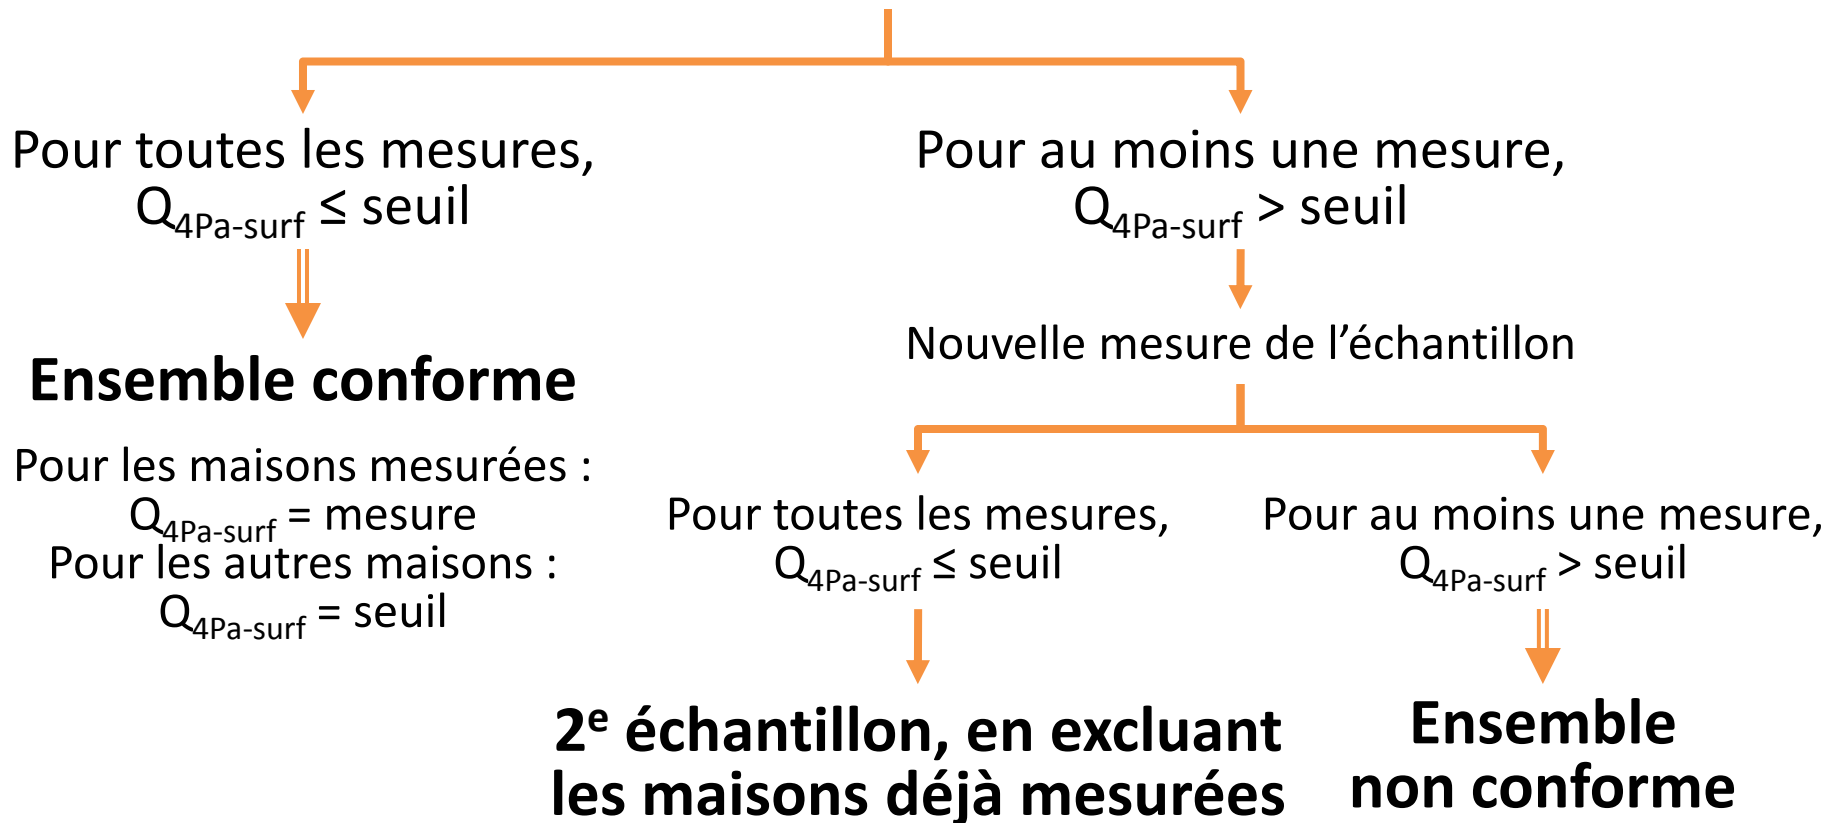 Pour toutes les mesures,
Q4Pa-surf ≤ seuil
Ensemble conforme
Pour les maisons mesurées :
Q4Pa-surf = mesure
Pour les autres maisons :
Q4Pa-surf = seuil
Pour au moins une mesure,
Q4Pa-surf > seuil
Nouvelle mesure de l’échantillon
Pour toutes les mesures,
Q4Pa-surf ≤ seuil
2e échantillon, en excluant
les maisons déjà mesurées
Pour au moins une mesure,
Q4Pa-surf > seuil
Ensemble
non conforme